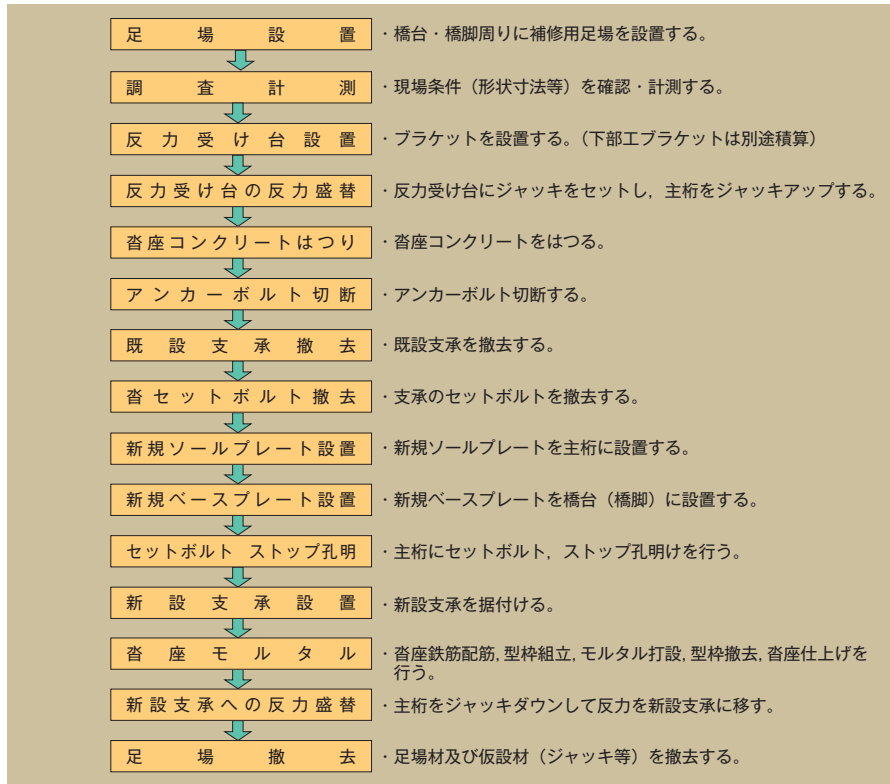 足場設置 ・橋台・橋脚周りに補修用足場を設置する。
調査計測 ・現場条件（形状寸法等）を確認・計測する。
反力受け台設置 ・ブラケットを設置する。（下部工ブラケットは別途積算）
反力受け台の反力盛替 ・反力受け台にジャッキをセットし，主桁をジャッキアップする。
沓座コンクリートはつり ・沓座コンクリートをはつる。
アンカーボルト切断 ・アンカーボルト切断する。
既設支承撤去 ・既設支承を撤去する。
沓セットボルト撤去 ・支承のセットボルトを撤去する。
新規ソールプレート設置 ・新規ソールプレートを主桁に設置する。
新規ベースプレート設置 ・新規ベースプレートを橋台（橋脚）に設置する。
セットボルト ストップ孔明 ・主桁にセットボルト，ストップ孔明けを行う。
新設支承設置 ・新設支承を据付ける。
沓座モルタル ・沓座鉄筋配筋，型枠組立，モルタル打設，型枠撤去，沓座仕上げを
行う。
新設支承への反力盛替 ・主桁をジャッキダウンして反力を新設支承に移す。
足場撤去 ・足場材及び仮設材（ジャッキ等）を撤去する。